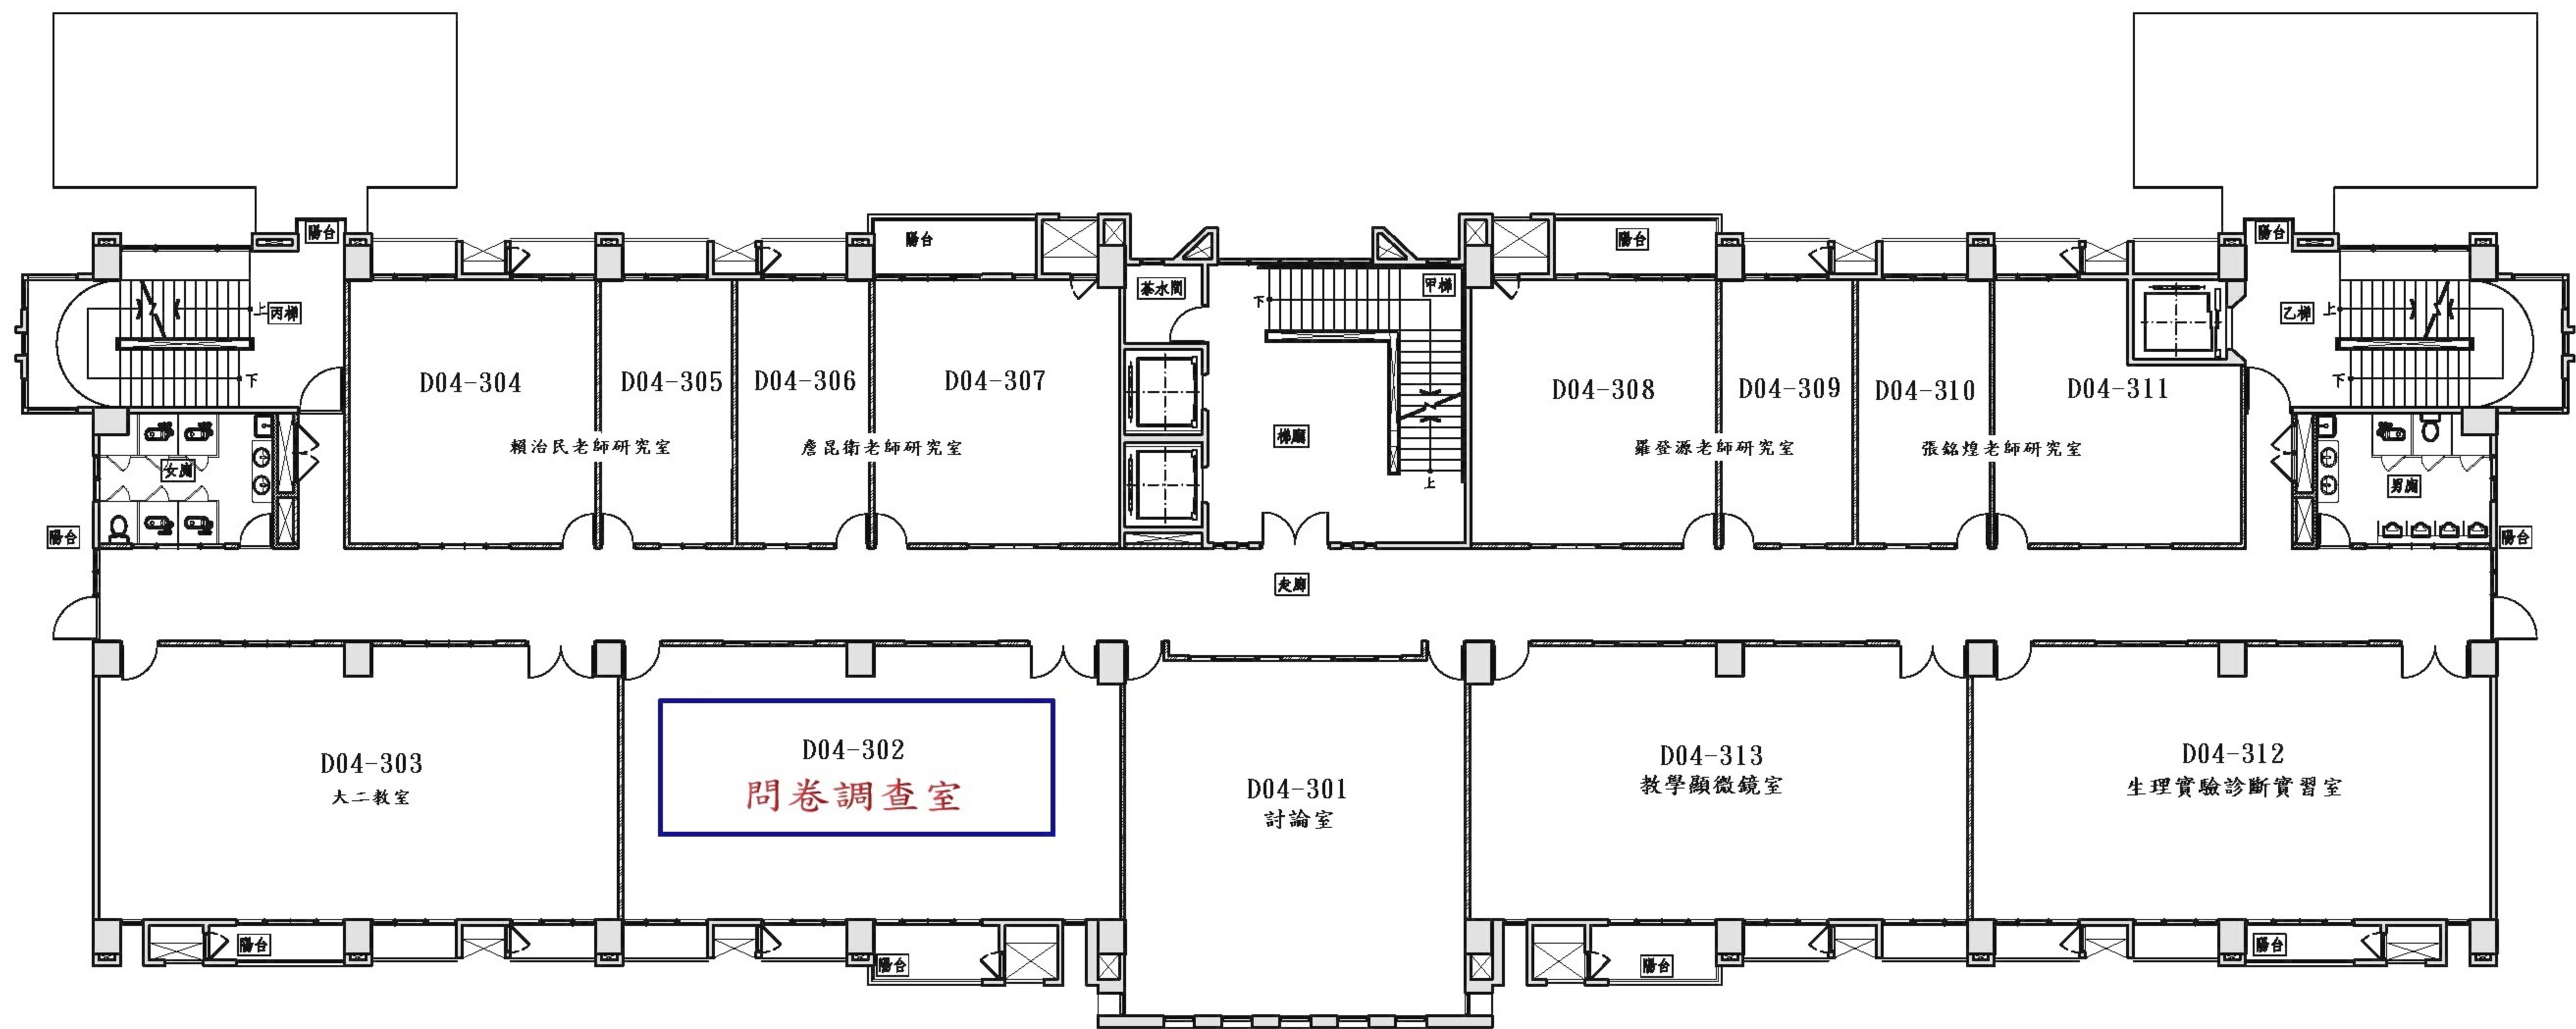 陽台
陽台
陽台
陽台
茶水間
甲梯
下
上
丙梯
下
乙梯
上
下
D04-304
D04-305
D04-306
D04-307
D04-308
D04-309
D04-310
D04-311
賴治民老師研究室
詹昆衛老師研究室
梯廳
羅登源老師研究室
張銘煌老師研究室
女廁
上
男廁
陽台
陽台
走廊
D04-303
大二教室
D04-302
問卷調查室
D04-301
討論室
D04-313
教學顯微鏡室
D04-312
生理實驗診斷實習室
陽台
陽台
陽台
陽台